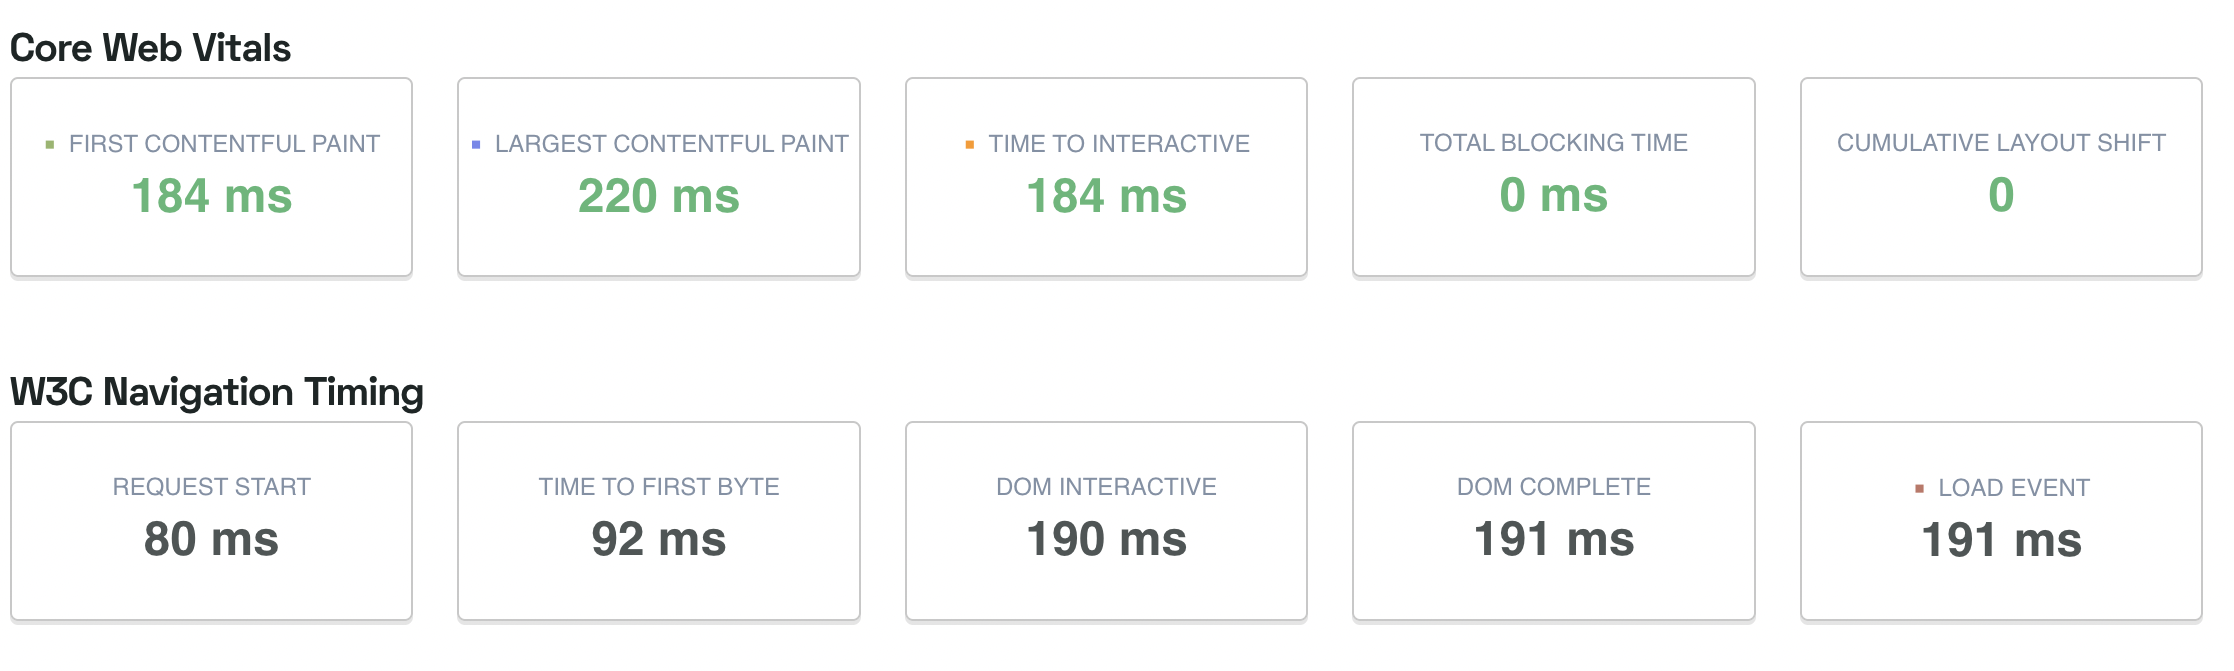 Core Web Vitals
FIRST CONTENTFUL PAINT
184 ms
LARGEST CONTENTFUL PAINT
220 ms
TIME TO INTERACTIVE
184 ms
TOTAL BLOCKING TIME
0 ms
CUMULATIVE LAYOUT SHIFT
0
W3C Navigation Timing
REQUEST START
80 ms
TIME TO FIRST BYTE
92 ms
DOM INTERACTIVE
190 ms
DOM COMPLETE
191 ms
LOAD EVENT
191 ms